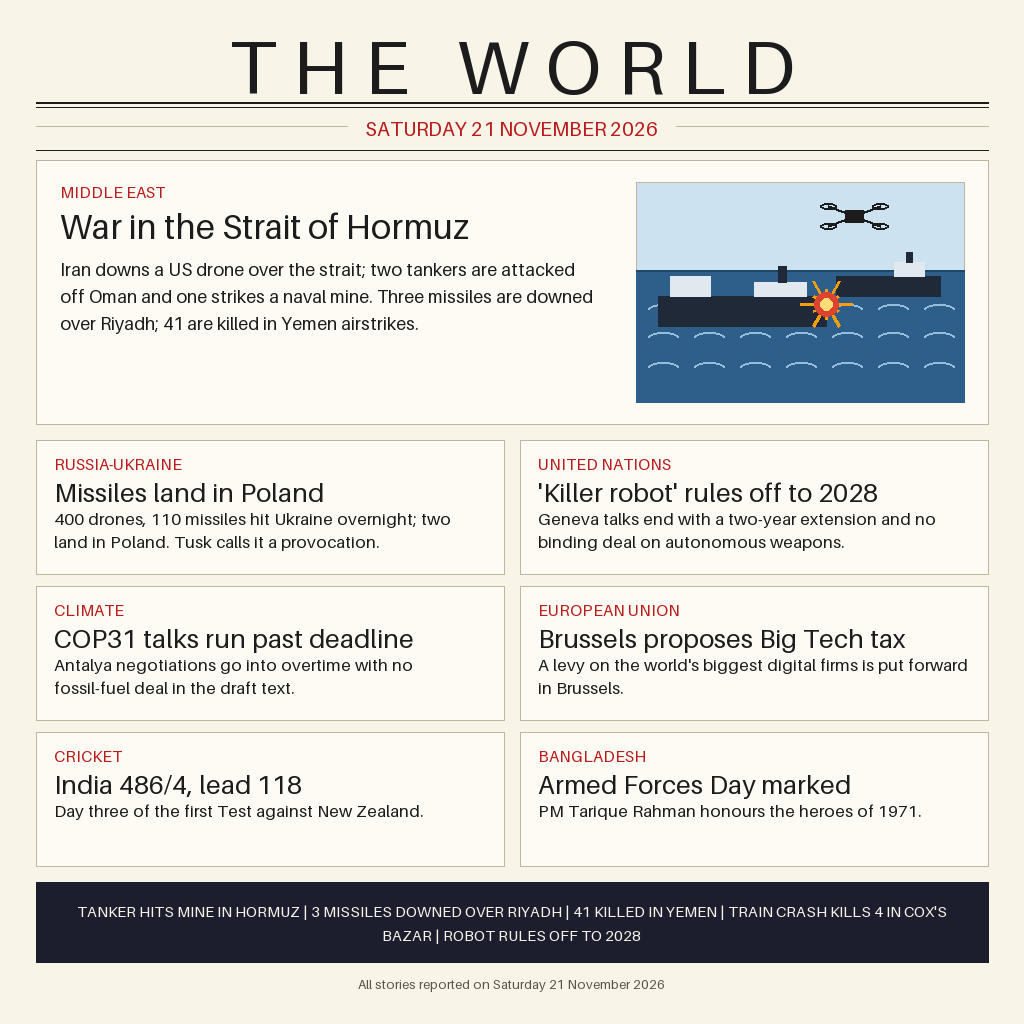 THE WORLD
SATURDAY 21 NOVEMBER 2026
MIDDLE EAST
War in the Strait of Hormuz
Iran downs a US drone over the strait; two tankers are attacked
off Oman and one strikes a naval mine. Three missiles are downed
over Riyadh; 41 are killed in Yemen airstrikes.
RUSSIA-UKRAINE
Missiles land in Poland
400 drones, 110 missiles hit Ukraine overnight; two
land in Poland. Tusk calls it a provocation.
UNITED NATIONS
'Killer robot' rules off to 2028
Geneva talks end with a two-year extension and no
binding deal on autonomous weapons.
CLIMATE
COP31 talks run past deadline
Antalya negotiations go into overtime with no
fossil-fuel deal in the draft text.
EUROPEAN UNION
Brussels proposes Big Tech tax
A levy on the world's biggest digital firms is put forward
in Brussels.
CRICKET
India 486/4, lead 118
Day three of the first Test against New Zealand.
BANGLADESH
Armed Forces Day marked
PM Tarique Rahman honours the heroes of 1971.
TANKER HITS MINE IN HORMUZ | 3 MISSILES DOWNED OVER RIYADH | 41 KILLED IN YEMEN | TRAIN CRASH KILLS 4 IN COX'S
BAZAR | ROBOT RULES OFF TO 2028
All stories reported on Saturday 21 November 2026